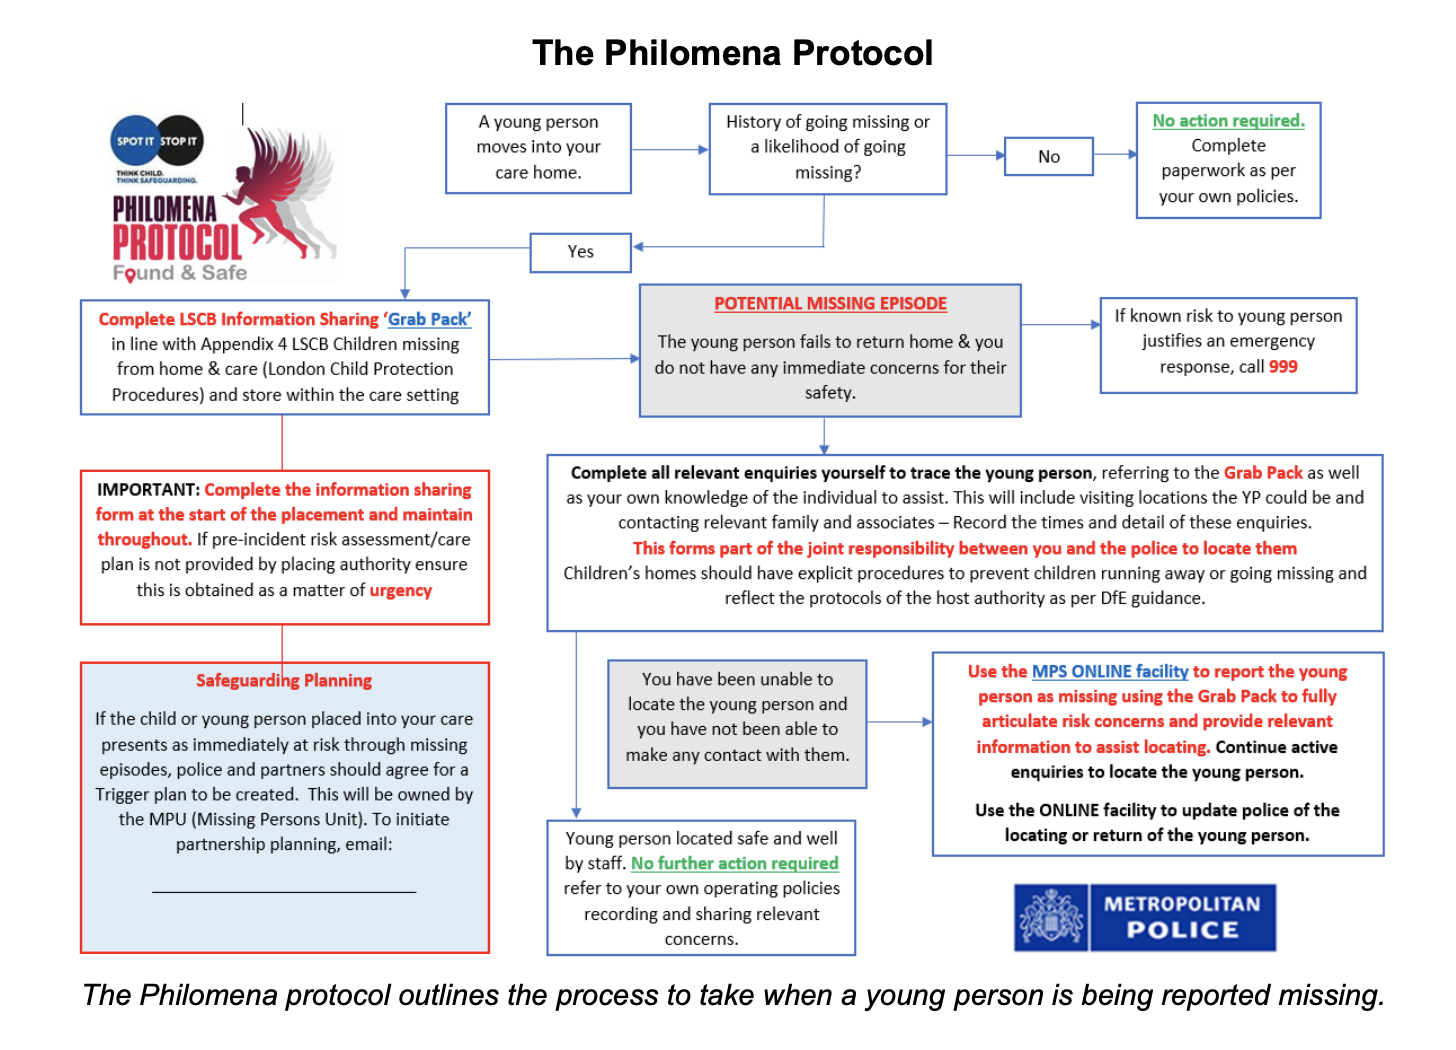 The Philomena Protocol
SPOT IT STOP IT
THINK CHILD.
THINK SAFEGUARDING.
PHILOMENA
PROTOCOL
Found & Safe
A young person
moves into your
care home.
History of going missing or
a likelihood of going
missing?
No
No action required.
Complete
paperwork as per
your own policies.
Yes
Complete LSCB Information Sharing ‘Grab Pack’
in line with Appendix 4 LSCB Children missing
from home & care (London Child Protection
Procedures) and store within the care setting
POTENTIAL MISSING EPISODE
The young person fails to return home & you
do not have any immediate concerns for their
safety.
If known risk to young person
justifies an emergency
response, call 999
IMPORTANT: Complete the information sharing
form at the start of the placement and maintain
throughout. If pre-incident risk assessment/care
plan is not provided by placing authority ensure
this is obtained as a matter of urgency
Complete all relevant enquiries yourself to trace the young person, referring to the Grab Pack as well
as your own knowledge of the individual to assist. This will include visiting locations the YP could be and
contacting relevant family and associates – Record the times and detail of these enquiries.
This forms part of the joint responsibility between you and the police to locate them
Children’s homes should have explicit procedures to prevent children running away or going missing and
reflect the protocols of the host authority as per DfE guidance.
Safeguarding Planning
If the child or young person placed into your care
presents as immediately at risk through missing
episodes, police and partners should agree for a
Trigger plan to be created. This will be owned by
the MPU (Missing Persons Unit). To initiate
partnership planning, email:
You have been unable to
locate the young person and
you have not been able to
make any contact with them.
Use the MPS ONLINE facility to report the young
person as missing using the Grab Pack to fully
articulate risk concerns and provide relevant
information to assist locating. Continue active
enquiries to locate the young person.
Use the ONLINE facility to update police of the
locating or return of the young person.
Young person located safe and well
by staff. No further action required
refer to your own operating policies
recording and sharing relevant
concerns.
METROPOLITAN
POLICE
The Philomena protocol outlines the process to take when a young person is being reported missing.